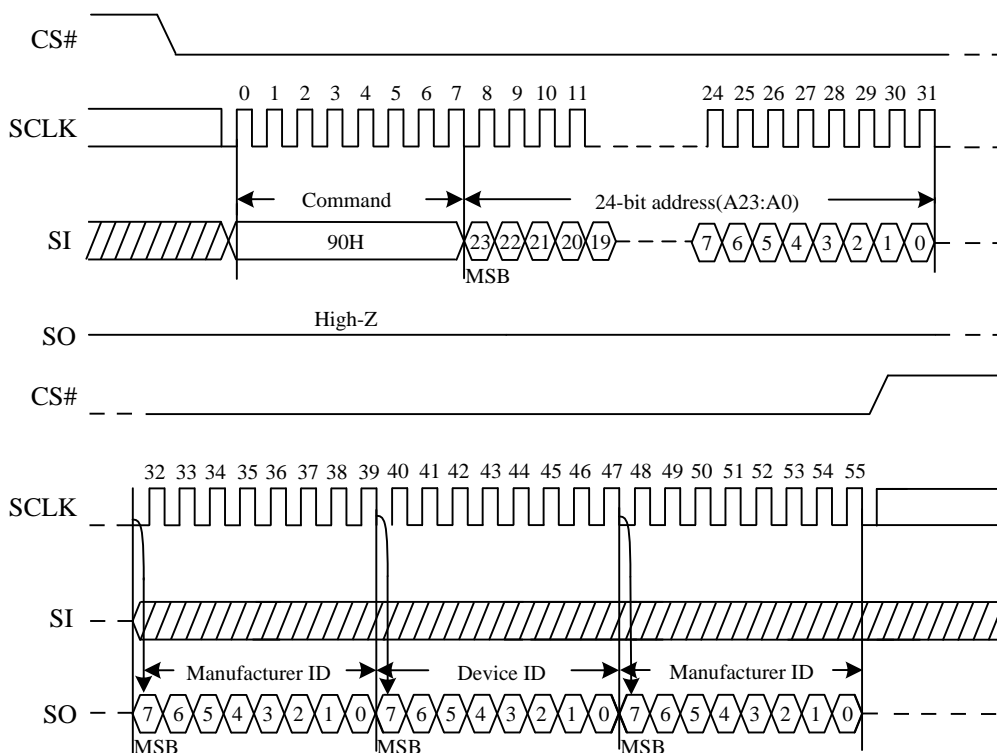 CS#
0 1 2 3 4 5 6 7 8 9 10 11 24 25 26 27 28 29 30 31
SCLK
Command 24-bit address(A23:A0)
SI 90H 23 22 21 20 19 7 6 5 4 3 2 1 0
MSB
High-Z
SO
CS#
32 33 34 35 36 37 38 39 40 41 42 43 44 45 46 47 48 49 50 51 52 53 54 55
SCLK
SI
Manufacturer ID Device ID Manufacturer ID
SO 7 6 5 4 3 2 1 0 7 6 5 4 3 2 1 0 7 6 5 4 3 2 1 0
MSB MSB MSB